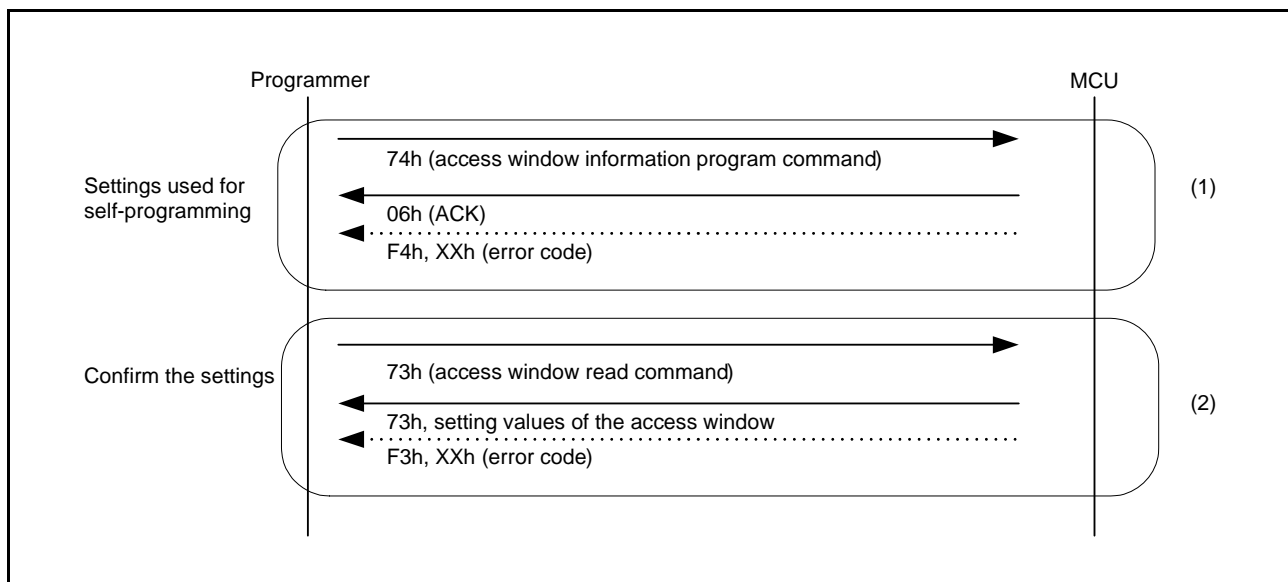 Programmer
MCU
74h (access window information program command)
Settings used for
self-programming
(1)
06h (ACK)
F4h, XXh (error code)
73h (access window read command)
Confirm the settings
(2)
73h, setting values of the access window
F3h, XXh (error code)